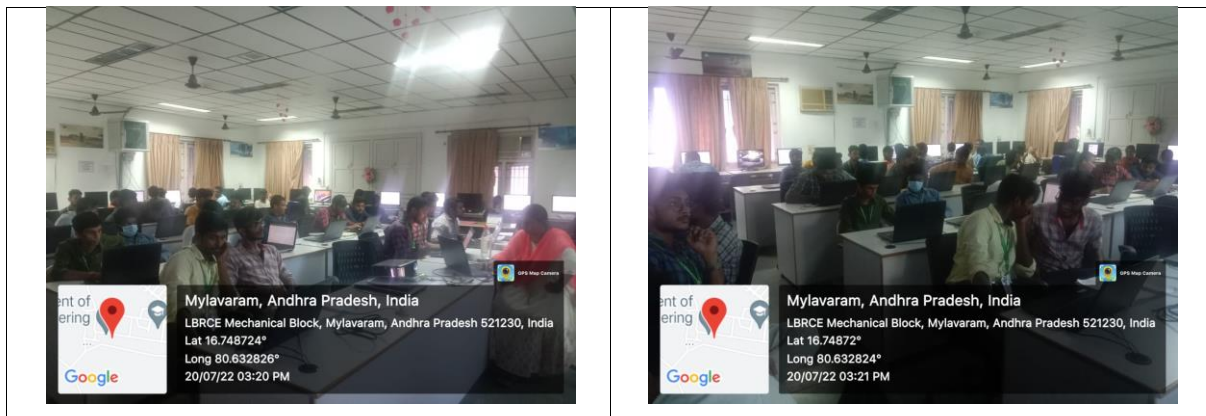 GPS Map Camera
Mylavaram, Andhra Pradesh, India
LBRCE Mechanical Block, Mylavaram, Andhra Pradesh 521230, India
Lat 16.748724°
Long 80.632826°
20/07/22 03:20 PM
ent of
ering
Google
GPS Map Camera
Mylavaram, Andhra Pradesh, India
LBRCE Mechanical Block, Mylavaram, Andhra Pradesh 521230, India
Lat 16.74872°
Long 80.632824°
20/07/22 03:21 PM
ent of
ering
Google